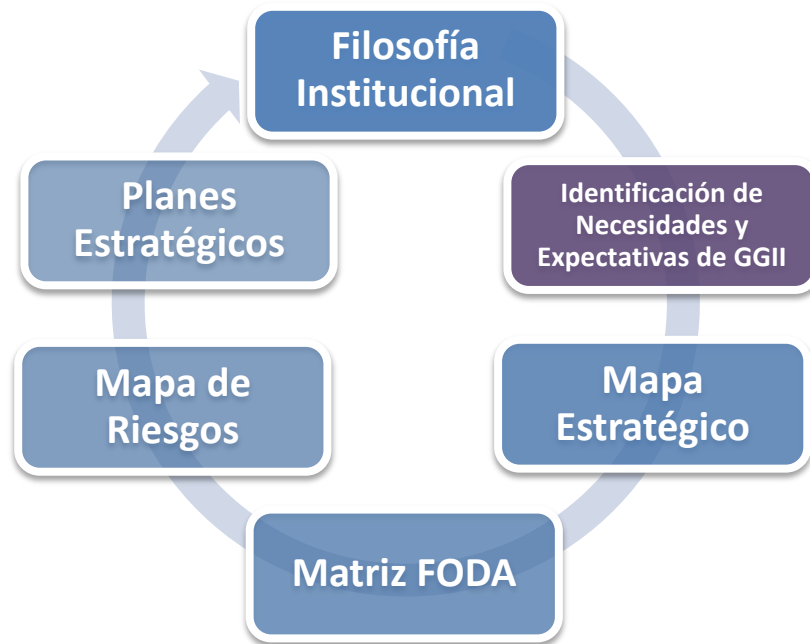 Filosofía
Institucional
Identificación de
Necesidades y
Expectativas de GGII
Mapa
Estratégico
Matriz FODA
Mapa de
Riesgos
Planes
Estratégicos